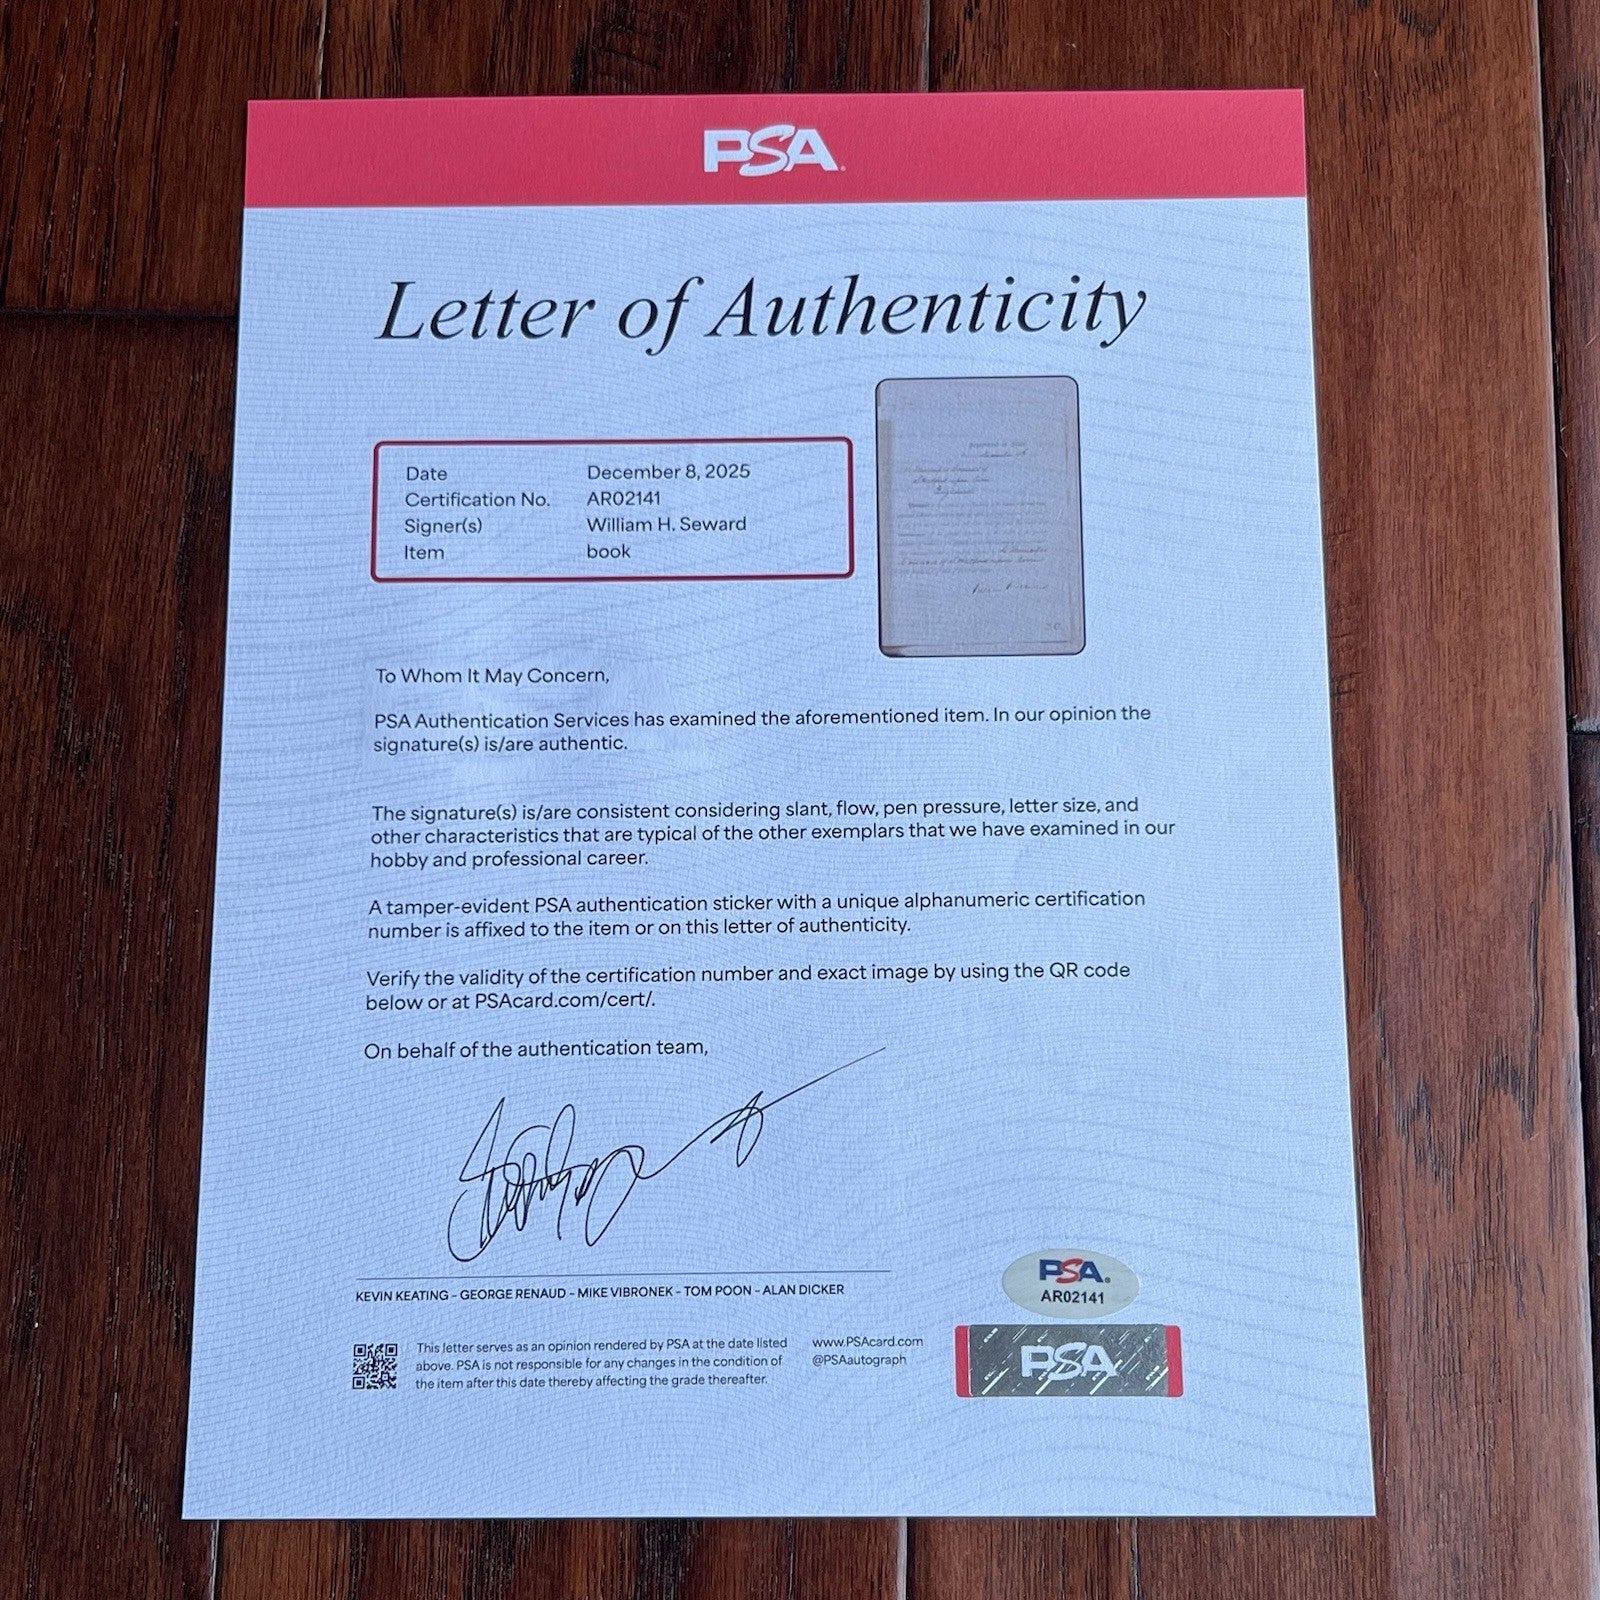 PSA
Letter of Authenticity
Date December 8, 2025
Certification No. AR02141
Signer(s) William H. Seward
Item book
To Whom It May Concern,
PSA Authentication Services has examined the aforementioned item. In our opinion the
signature(s) is/are authentic.
The signature(s) is/are consistent considering slant, flow, pen pressure, letter size, and
other characteristics that are typical of the other exemplars that we have examined in our
hobby and professional career.
A tamper-evident PSA authentication sticker with a unique alphanumeric certification
number is affixed to the item or on this letter of authenticity.
Verify the validity of the certification number and exact image by using the QR code
below or at PSAcard.com/cert/.
On behalf of the authentication team,
KEVIN KEATING - GEORGE RENAUD - MIKE VIBRONEK - TOM POON - ALAN DICKER
This letter serves as an opinion rendered by PSA at the date listed
above. PSA is not responsible for any changes in the condition of
the item after this date thereby affecting the grade thereafter.
www.PSAcard.com
@PSAautograph
PSA
AR02141
PSA